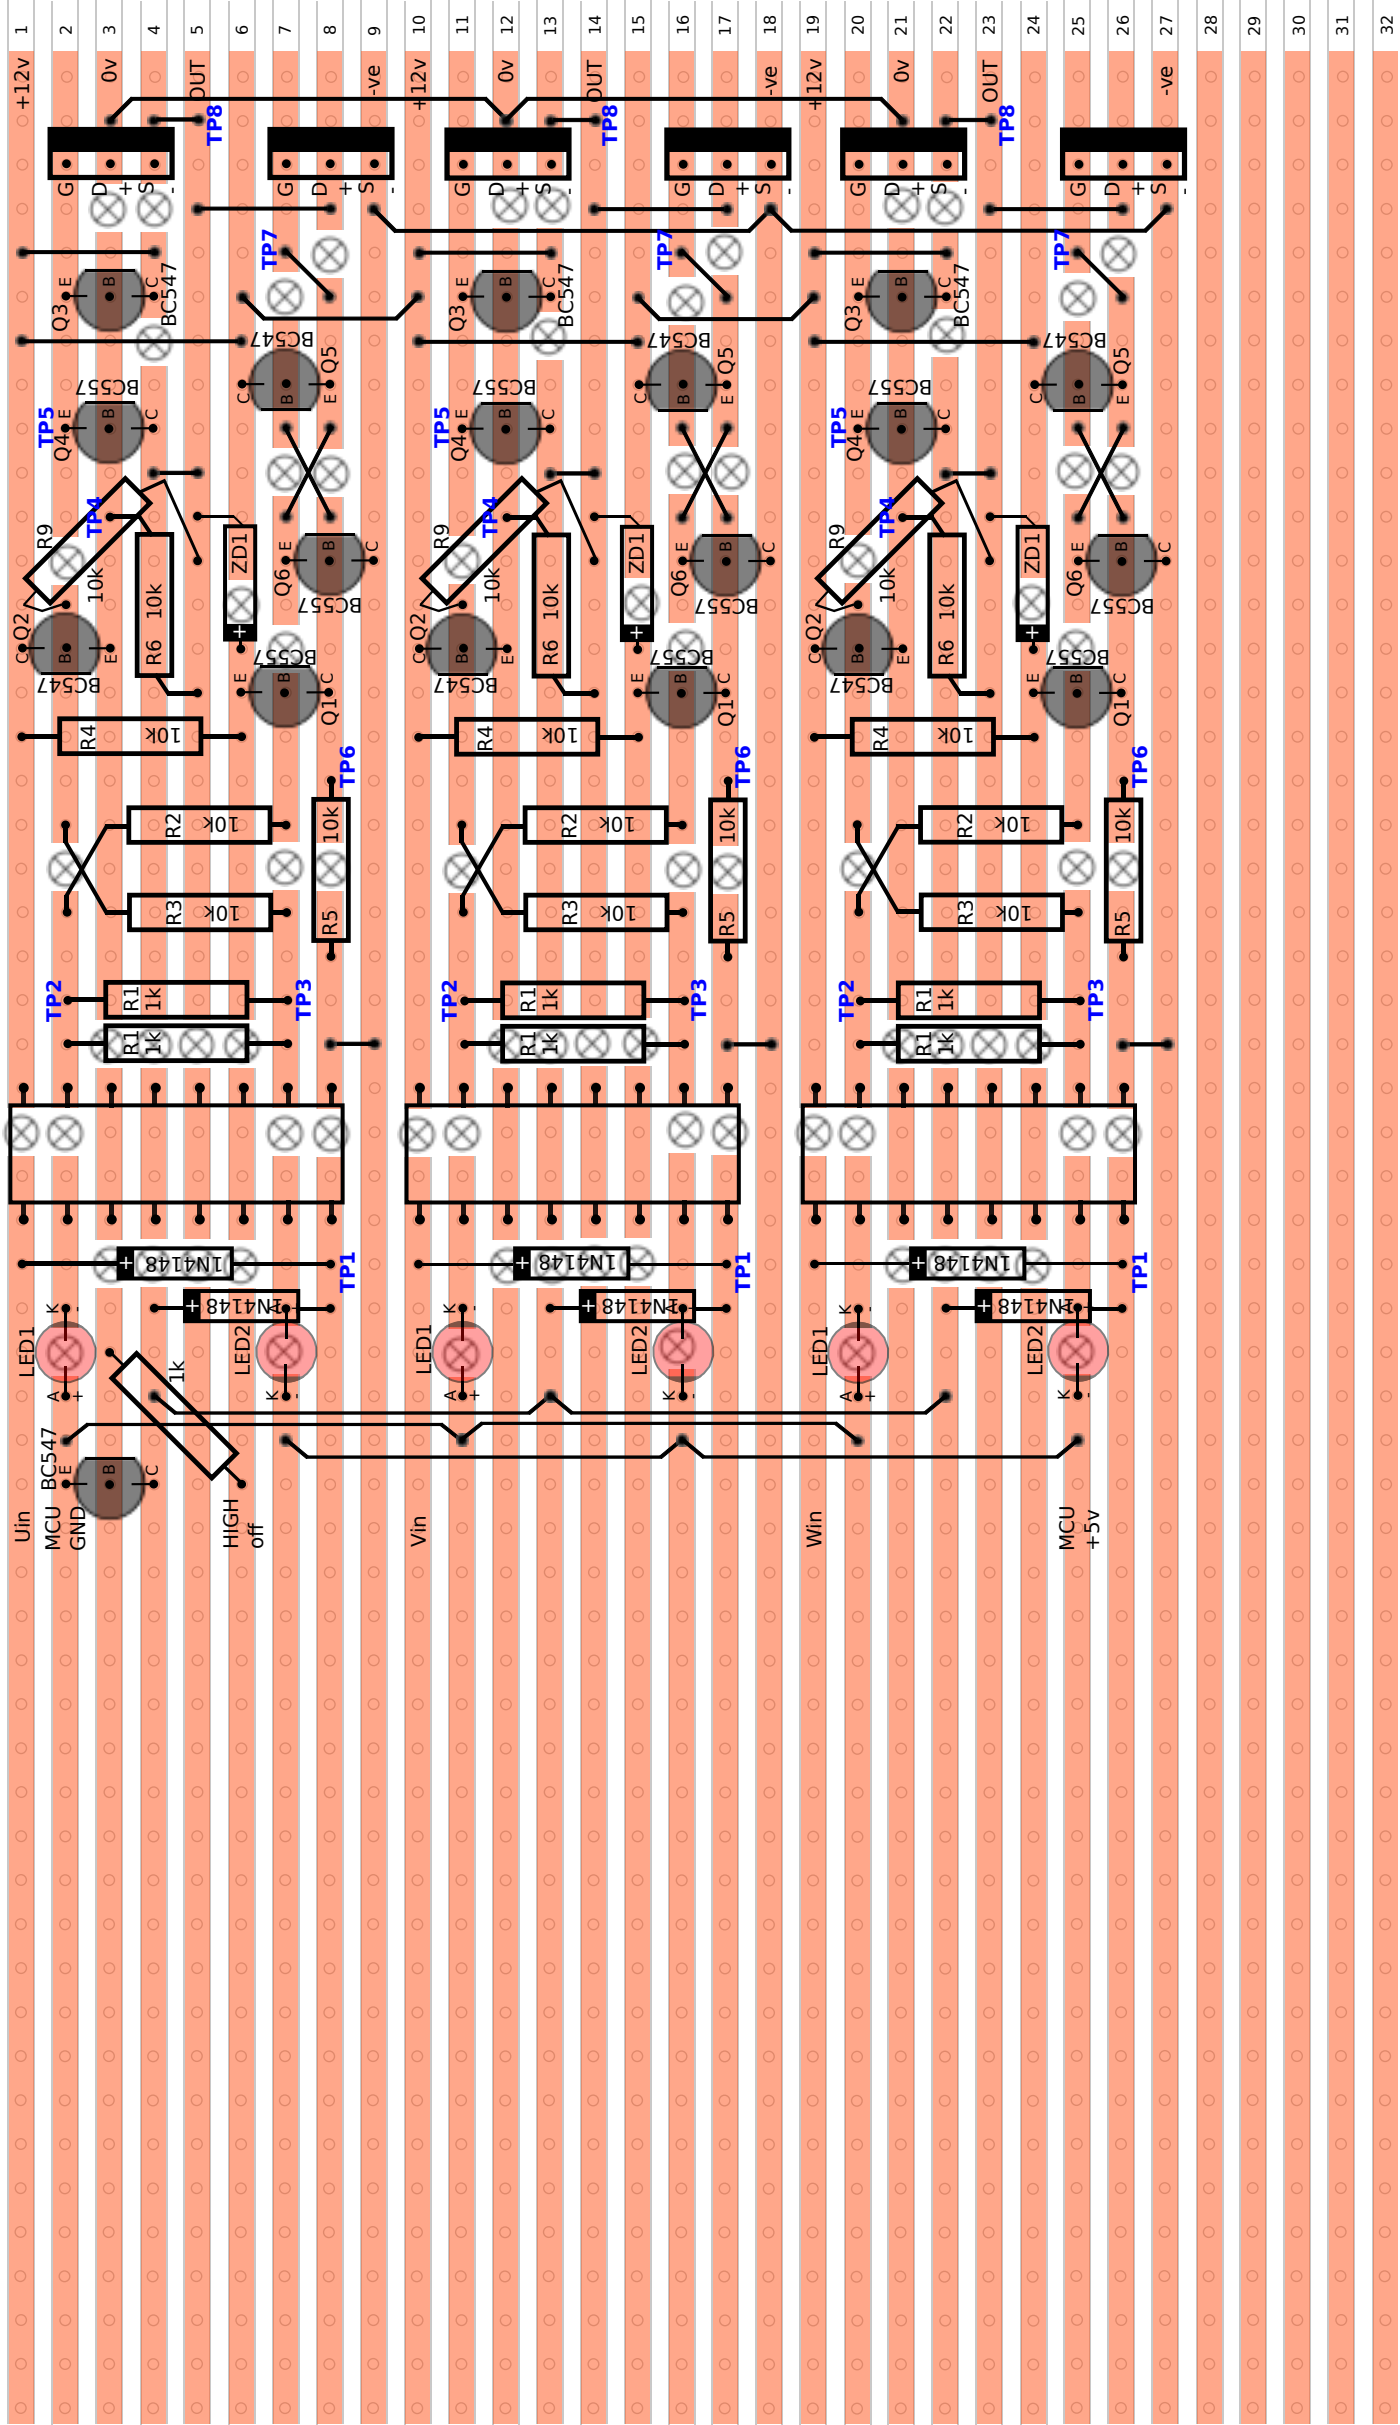 1 2 3 4 5 6 7 8 9 10 11 12 13 14 15 16 17 18 19 20 21 22 23 24 25 26 27 28 29 30 31 32
+12v 0v OUT -ve +12v 0v OUT -ve +12v 0v OUT -ve
TP8 TP8 TP8
G D + S - G D + S - G D + S - G D + S - G D + S - G D + S -
TP7 TP7 TP7
Q3 E B C BC547 Q3 E B C BC547 Q3 E B C BC547
BC547 BC547 BC547
C B E Q5 C B E Q5 C B E Q5
BC557 BC557 BC557
TP5 Q4 E B C TP5 Q4 E B C TP5 Q4 E B C
R9 10k TP4 R9 10k TP4 R9 10k TP4
R6 10k ZD1 + R6 10k ZD1 + R6 10k ZD1 +
Q6 E B C BC557 Q6 E B C BC557 Q6 E B C BC557
Q2 C B E BC547 Q2 C B E BC547 Q2 C B E BC547
BC557 E B C Q1 BC557 E B C Q1 BC557 E B C Q1
R4 10k R4 10k R4 10k
TP6 TP6 TP6
R2 10k R5 10k R2 10k R5 10k R2 10k R5 10k
R3 10k R3 10k R3 10k
TP2 R1 1k TP3 TP2 R1 1k TP3 TP2 R1 1k TP3
R1 1k R1 1k R1 1k
+ 1N4148 TP1 + 1N4148 TP1 + 1N4148 TP1
+ 1N4148 + 1N4148 + 1N4148
LED1 K - A + LED2 K - LED1 K - A + LED2 K - LED1 K - A + LED2 K -
1k
BC547 E B C
Uin MCU GND HIGH off Vin Win MCU +5v